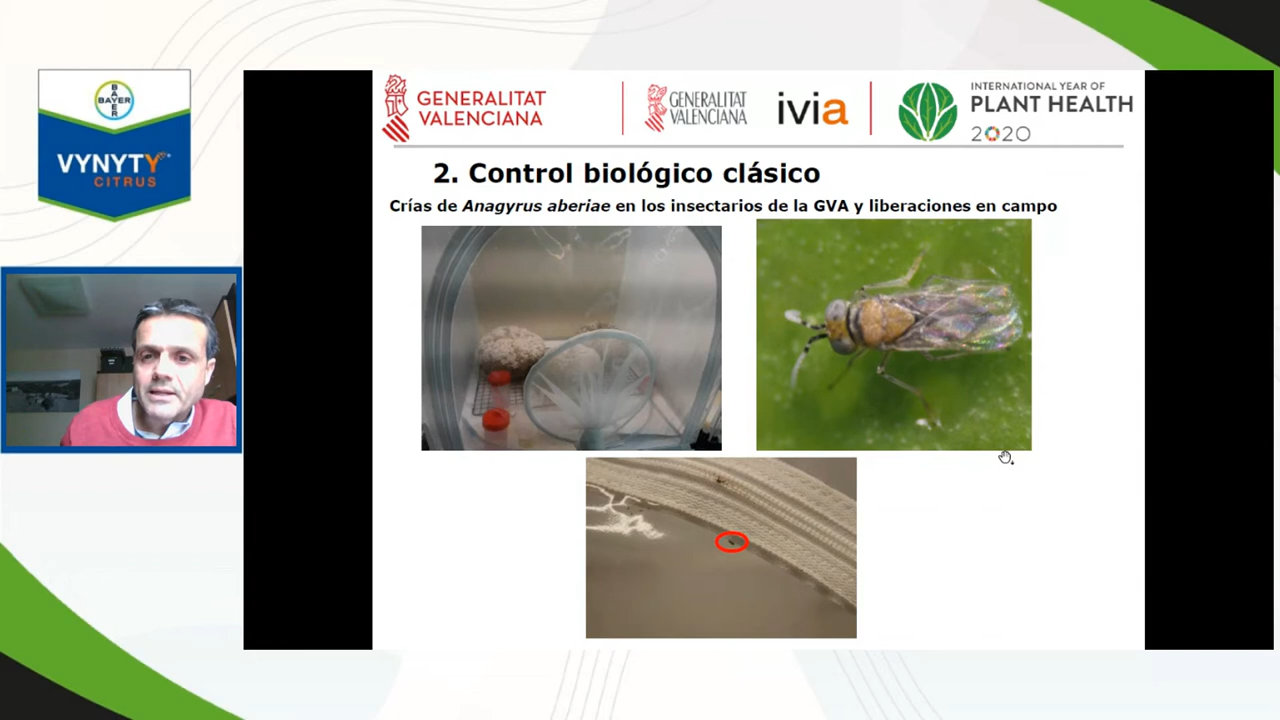 BAYER
BAYER
VYNYTY
CITRUS
GENERALITAT
VALENCIANA
GENERALITAT
VALENCIANA
ivia
INTERNATIONAL YEAR OF
PLANT HEALTH
2020
2. Control biológico clásico
Crías de Anagyrus aberiae en los insectarios de la GVA y liberaciones en campo